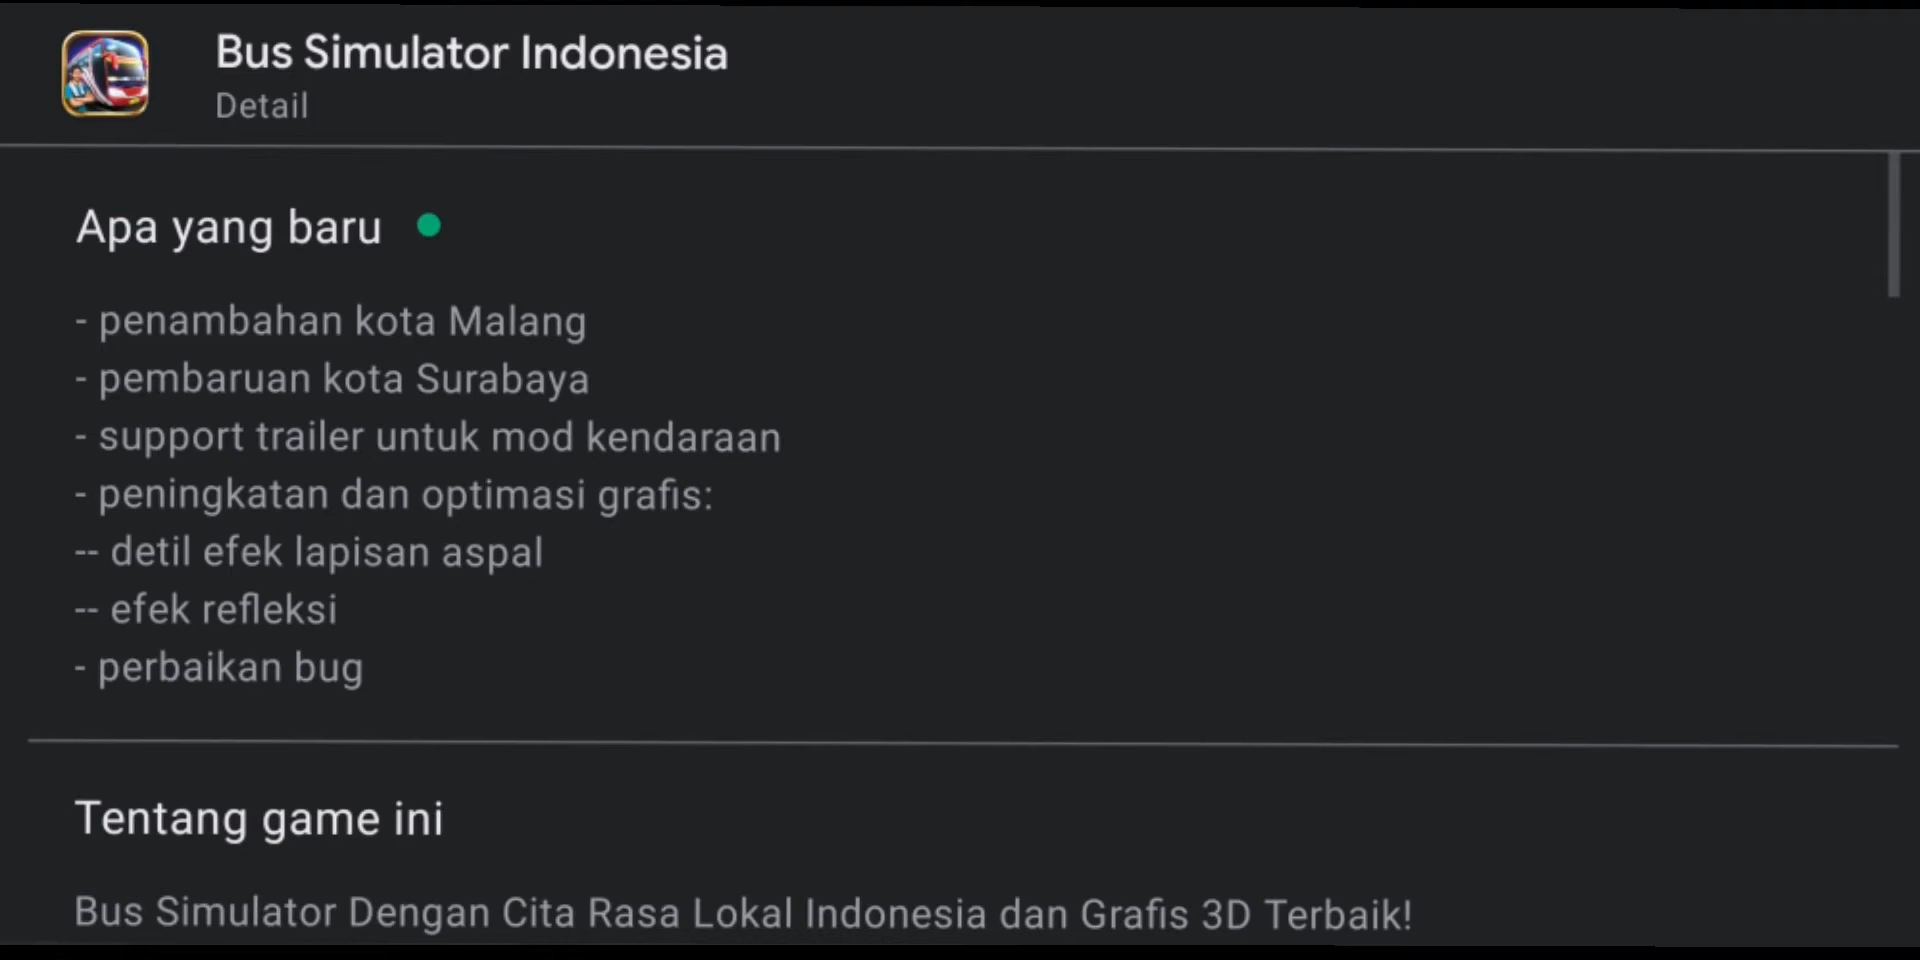 Bus Simulator Indonesia
Detail
Apa yang baru
- penambahan kota Malang
- pembaruan kota Surabaya
- support trailer untuk mod kendaraan
- peningkatan dan optimasi grafis:
-- detil efek lapisan aspal
-- efek refleksi
- perbaikan bug
Tentang game ini
Bus Simulator Dengan Cita Rasa Lokal Indonesia dan Grafis 3D Terbaik!